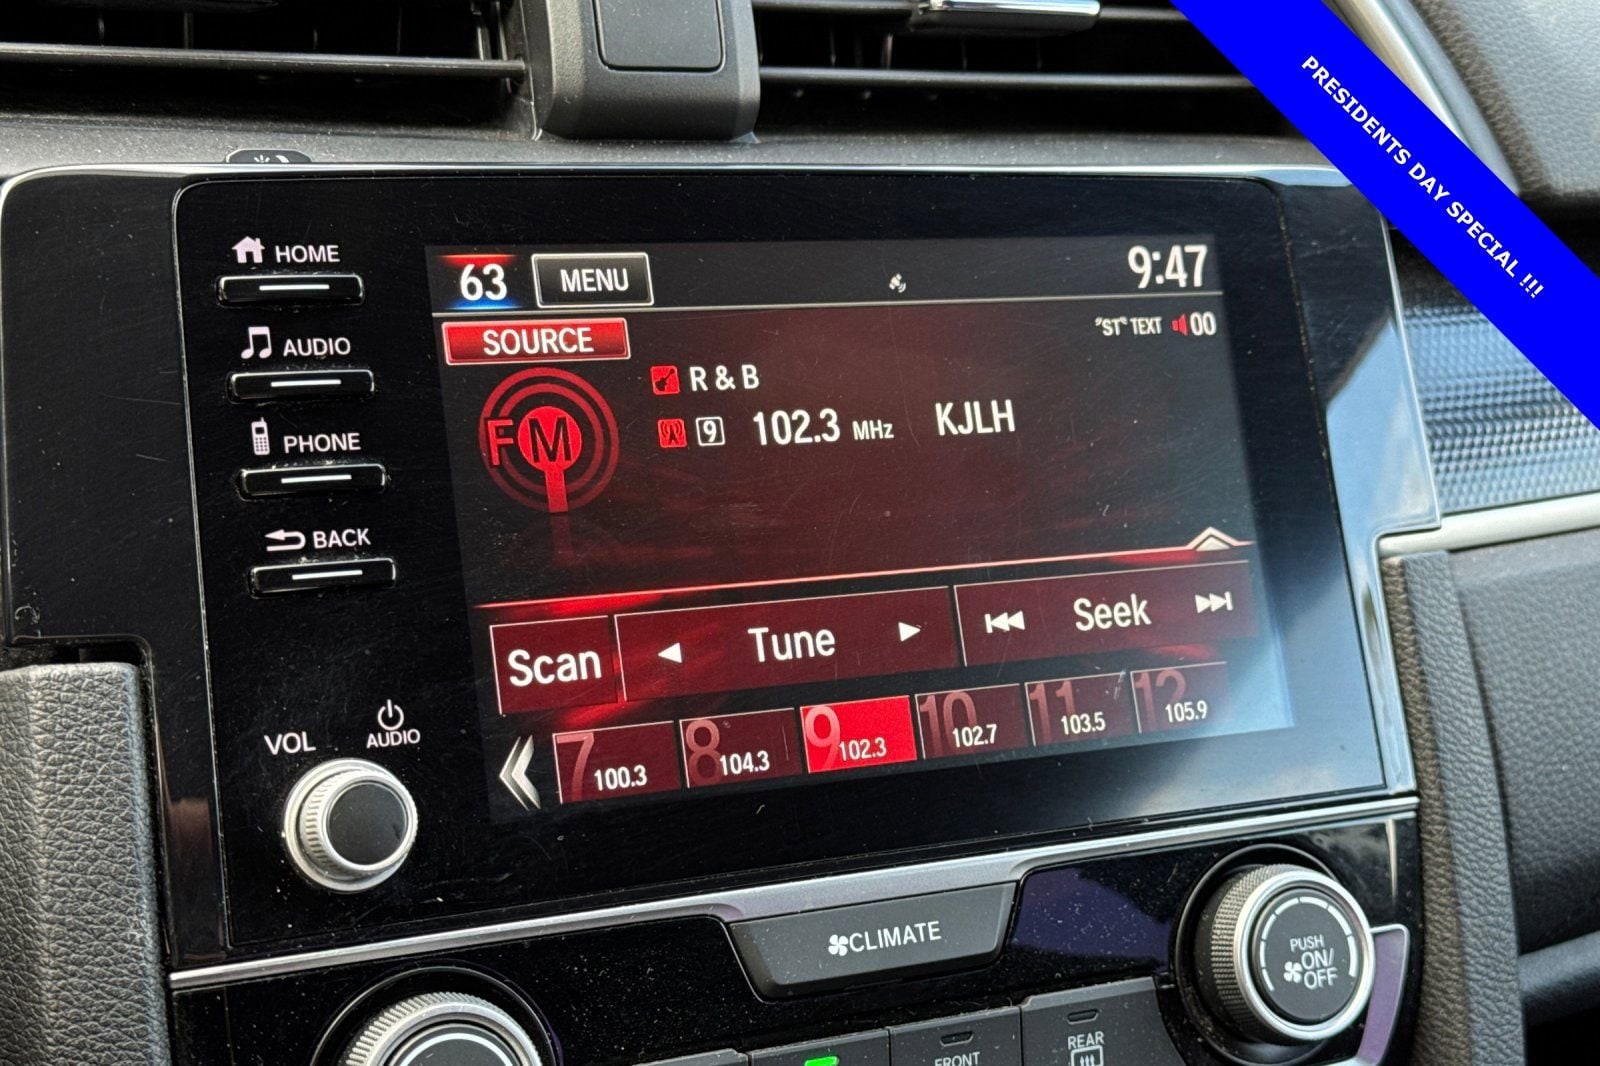 PRESIDENTS DAY SPECIAL !!!
HOME
AUDIO
PHONE
BACK
VOL
AUDIO
63 MENU 9:47
SOURCE
"ST" TEXT 00
FM
R & B
9 102.3 MHz KJLH
Scan Tune Seek
7 100.3
8 104.3
9 102.3
10 102.7
11 103.5
12 105.9
CLIMATE
PUSH
ON/
OFF
FRONT
REAR